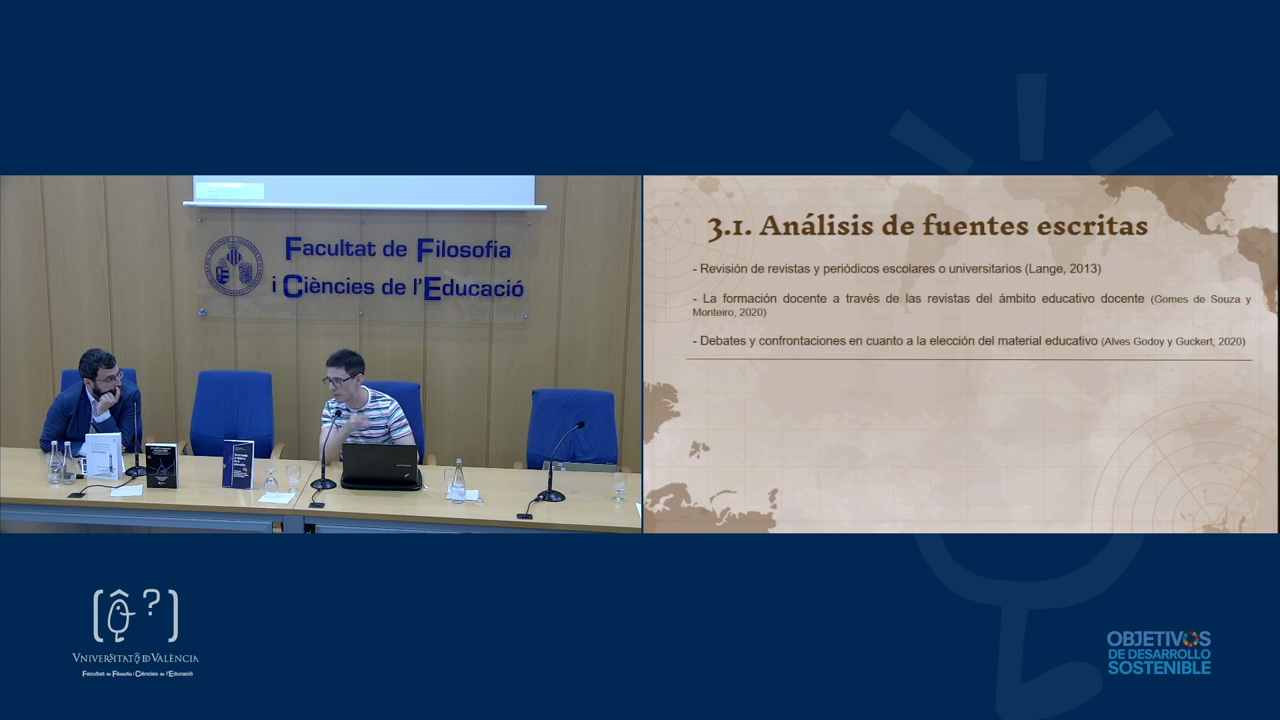 Facultat de Filosofia
i Ciències de l'Educació
3.1. Análisis de fuentes escritas
- Revisión de revistas y periódicos escolares o universitarios (Lange, 2013)
- La formación docente a través de las revistas del ámbito educativo docente (Gomes de Souza y
Monteiro, 2020)
- Debates y confrontaciones en cuanto a la elección del material educativo (Alves Godoy y Guckert, 2020)
[ô?]
VNIVERSITATĞDVALÈNCIA
Facultat de Filosofia i Ciències de l'Educació
OBJETIVOS
DE DESARROLLO
SOSTENIBLE